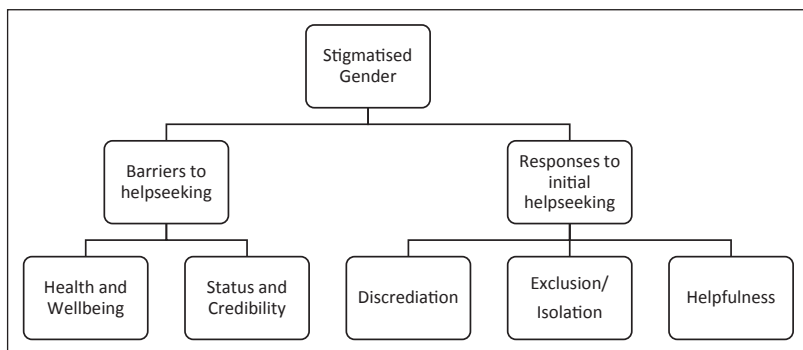 Stigmatised
Gender
Barriers to
helpseeking
Responses to
initial
helpseeking
Health and
Wellbeing
Status and
Credibility
Discrediation
Exclusion/
Isolation
Helpfulness